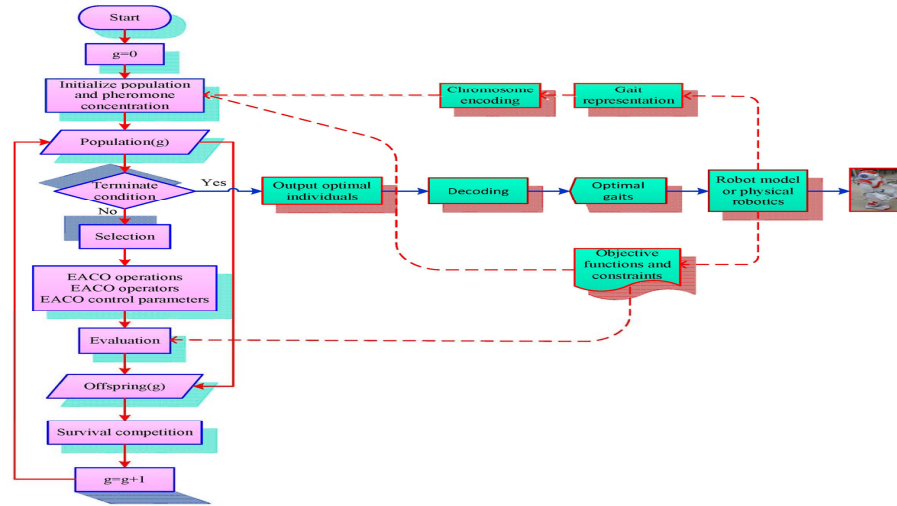 Start
g=0
Initialize population
and pheromone
concentration
Population(g)
Terminate
condition
Yes
No
Selection
EACO operations
EACO operators
EACO control parameters
Evaluation
Offspring(g)
Survival competition
g=g+1
Output optimal
individuals
Decoding
Optimal
gaits
Robot model
or physical
robotics
Chromosome
encoding
Gait
representation
Objective
functions and
constraints